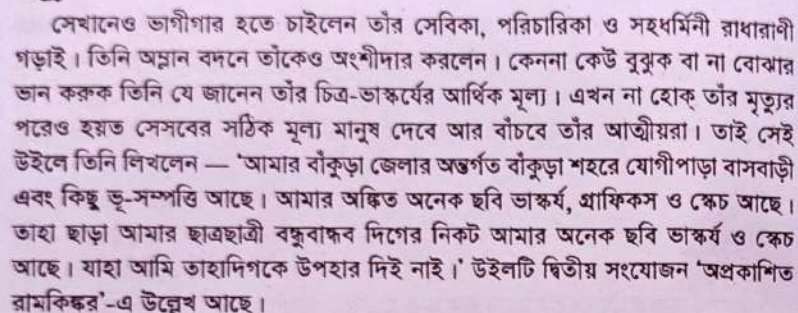 সেখানেও ভাগীদার হতে চাইলেন তাঁর সেবিকা, পরিচারিকা ও সহধর্মিনী রাধারাণী
গড়াই। তিনি অম্লান বদনে তাঁকেও অংশীদার করলেন। কেননা কেউ বুঝুক বা না বোঝার
ভান করুক তিনি যে জানেন তাঁর চিত্র-ভাস্কর্যের আর্থিক মূল্য। এখন না হোক্ তাঁর মৃত্যুর
পরেও হয়ত সেসবের সঠিক মূল্য মানুষ দেবে আর বাঁচবে তাঁর আত্মীয়রা। তাই সেই
উইলে তিনি লিখলেন — 'আমার বাঁকুড়া জেলার অন্তর্গত বাঁকুড়া শহরে যোগীপাড়া বাসবাড়ী
এবং কিছু ভূ-সম্পত্তি আছে। আমার অঙ্কিত অনেক ছবি ভাস্কর্য, গ্রাফিকস ও স্কেচ আছে।
তাহা ছাড়া আমার ছাত্রছাত্রী বন্ধুবান্ধব দিগের নিকট আমার অনেক ছবি ভাস্কর্য ও স্কেচ
আছে। যাহা আমি তাহাদিগকে উপহার দিই নাই।' উইলটি দ্বিতীয় সংযোজন 'অপ্রকাশিত
রামকিঙ্কর'-এ উল্লেখ আছে।